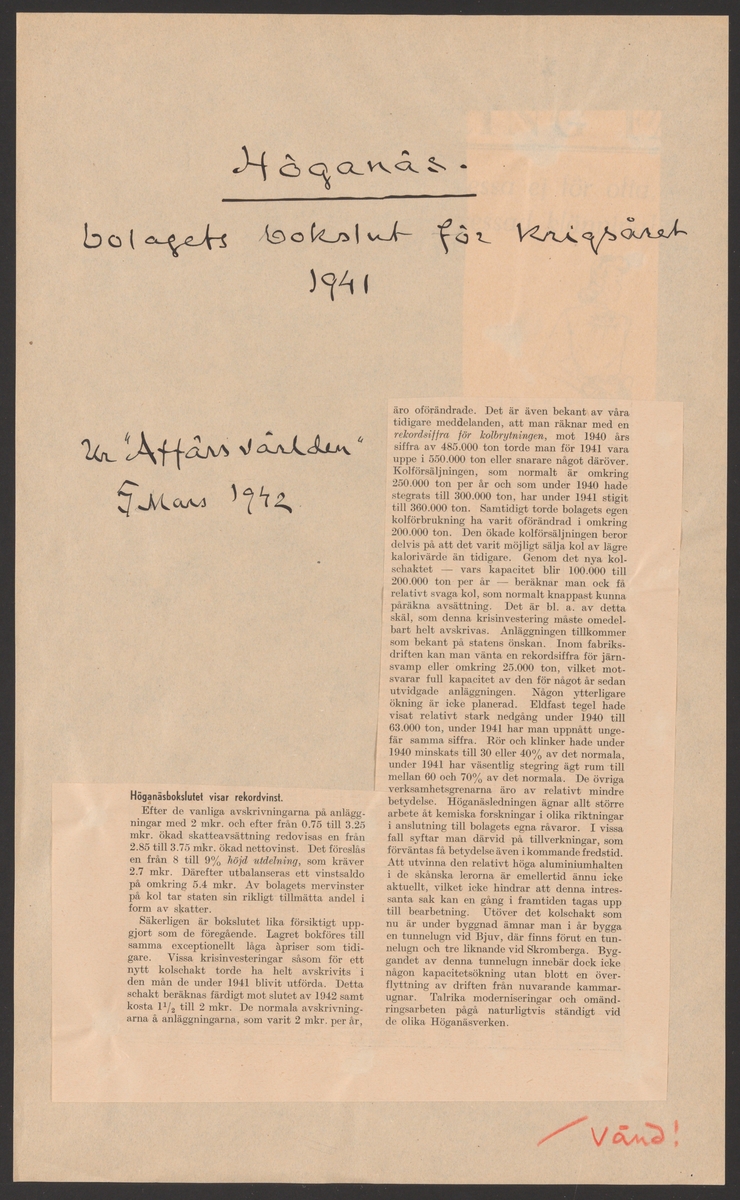 Höganäs.
bolagets bokslut för krigsåret
1941
Ur "Affärsvärlden"
5 Mars 1942
Höganäsbokslutet visar rekordvinst.
Efter de vanliga avskrivningarna på anlägg-
ningar med 2 mkr. och efter från 0.75 till 3.25
mkr. ökad skatteavsättning redovisas en från
2.85 till 3.75 mkr. ökad nettovinst. Det föreslås
en från 8 till 9% höjd utdelning, som kräver
2.7 mkr. Därefter utbalanseras ett vinstsaldo
på omkring 5.4 mkr. Av bolagets mervinster
på kol tar staten sin rikligt tillmätta andel i
form av skatter.
Säkerligen är bokslutet lika försiktigt upp-
gjort som de föregående. Lagret bokföres till
samma exceptionellt låga àpriser som tidi-
gare. Vissa krisinvesteringar såsom för ett
nytt kolschakt torde ha helt avskrivits i
den mån de under 1941 blivit utförda. Detta
schakt beräknas färdigt mot slutet av 1942 samt
kosta 1 1/2 till 2 mkr. De normala avskrivning-
arna å anläggningarna, som varit 2 mkr. per år,
äro oförändrade. Det är även bekant av våra
tidigare meddelanden, att man räknar med en
rekordsiffra för kolbrytningen, mot 1940 års
siffra av 485.000 ton torde man för 1941 vara
uppe i 550.000 ton eller snarare något däröver.
Kolförsäljningen, som normalt är omkring
250.000 ton per år och som under 1940 hade
stegrats till 300.000 ton, har under 1941 stigit
till 360.000 ton. Samtidigt torde bolagets egen
kolförbrukning ha varit oförändrad i omkring
200.000 ton. Den ökade kolförsäljningen beror
delvis på att det varit möjligt sälja kol av lägre
kalorivärde än tidigare. Genom det nya kol-
schaktet — vars kapacitet blir 100.000 till
200.000 ton per år — beräknar man ock få
relativt svaga kol, som normalt knappast kunna
påräkna avsättning. Det är bl. a. av detta
skäl, som denna krisinvestering måste omedel-
bart helt avskrivas. Anläggningen tillkommer
som bekant på statens önskan. Inom fabriks-
driften kan man vänta en rekordsiffra för järn-
svamp eller omkring 25.000 ton, vilket mot-
svarar full kapacitet av den för något år sedan
utvidgade anläggningen. Någon ytterligare
ökning är icke planerad. Eldfast tegel hade
visat relativt stark nedgång under 1940 till
63.000 ton, under 1941 har man uppnått unge-
fär samma siffra. Rör och klinker hade under
1940 minskats till 30 eller 40% av det normala,
under 1941 har väsentlig stegring ägt rum till
mellan 60 och 70% av det normala. De övriga
verksamhetsgrenarna äro av relativt mindre
betydelse. Höganäsledningen ägnar allt större
arbete åt kemiska forskningar i olika riktningar
i anslutning till bolagets egna råvaror. I vissa
fall syftar man därvid på tillverkningar, som
förväntas få betydelse även i kommande fredstid.
Att utvinna den relativt höga aluminiumhalten
i de skånska lerorna är emellertid ännu icke
aktuellt, vilket icke hindrar att denna intres-
santa sak kan en gång i framtiden tagas upp
till bearbetning. Utöver det kolschakt som
nu är under byggnad ämnar man i år bygga
en tunnelugn vid Bjuv, där finns förut en tun-
nelugn och tre liknande vid Skromberga. Byg-
gandet av denna tunnelugn innebär dock icke
någon kapacitetsökning utan blott en över-
flyttning av driften från nuvarande kammar-
ugnar. Talrika moderniseringar och omänd-
ringsarbeten pågå naturligtvis ständigt vid
de olika Höganäsverken.
Vänd!